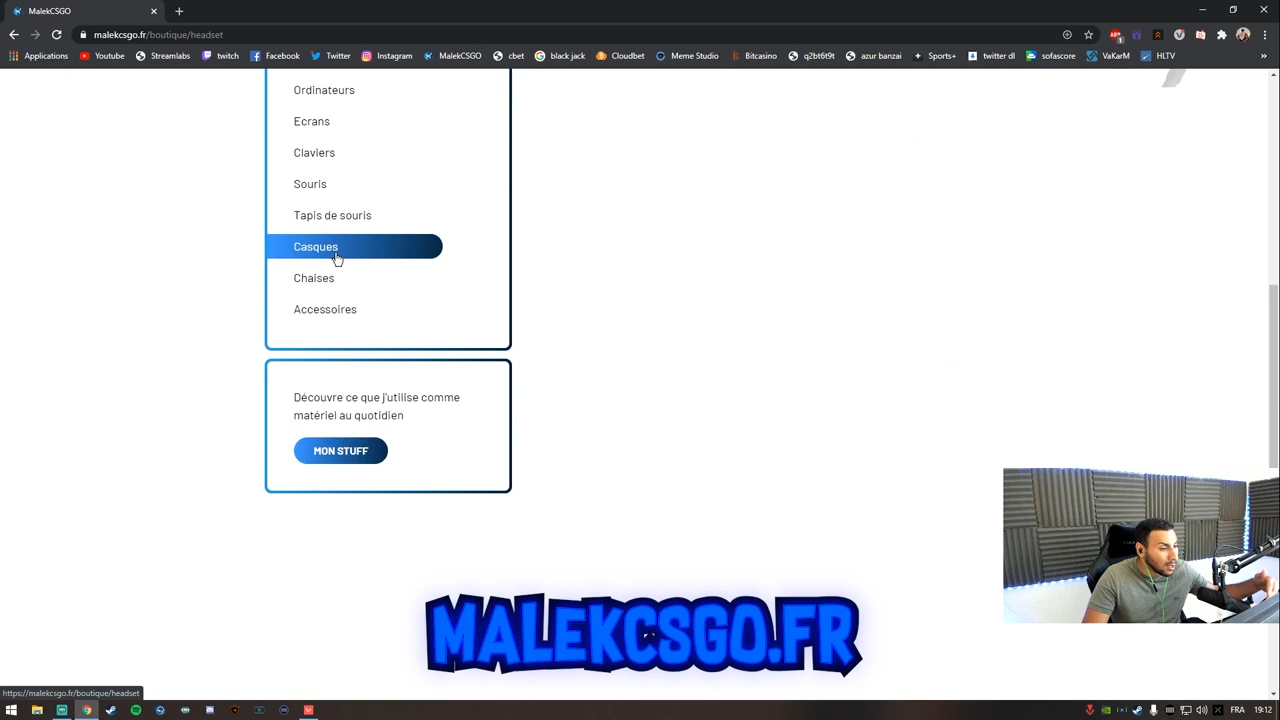 MalekCSGO
malekcsgo.fr/boutique/headset
Applications
Youtube
Streamlabs
twitch
Facebook
Twitter
Instagram
MalekCSGO
cbet
black jack
Cloudbet
Meme Studio
Bitcasino
q2bt6t9t
azur banzai
Sports+
twitter dl
sofascore
VaKarM
HLTV
Ordinateurs
Ecrans
Claviers
Souris
Tapis de souris
Casques
Chaises
Accessoires
Découvre ce que j'utilise comme
matériel au quotidien
MON STUFF
MALEKCSGO.FR
https://malekcsgo.fr/boutique/headset
FRA
19:12